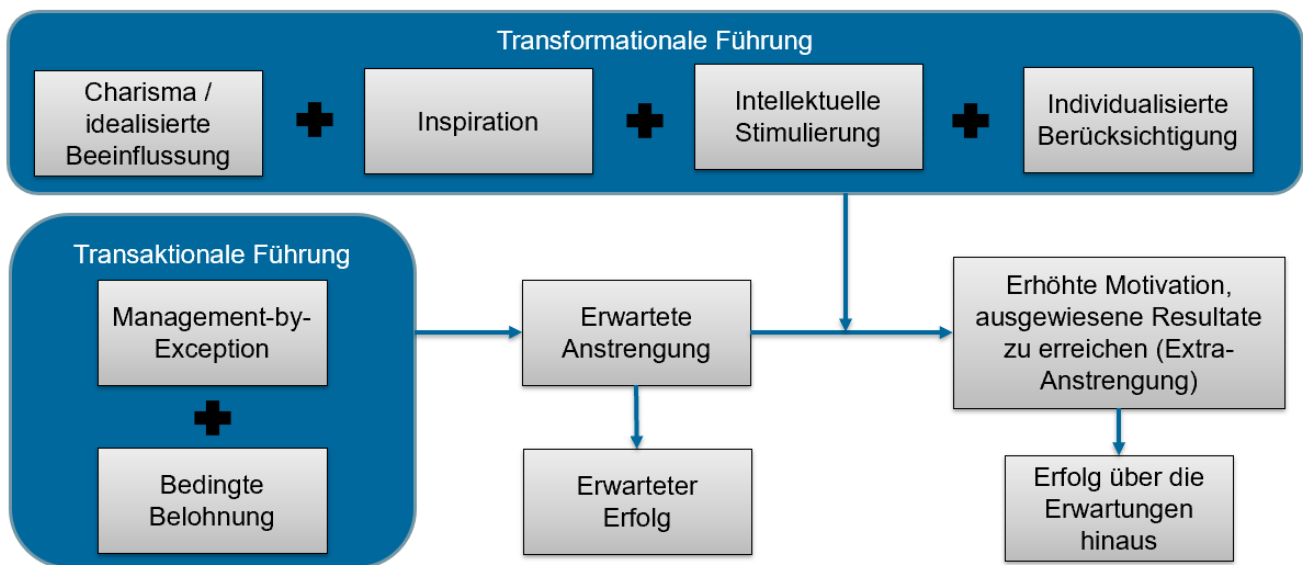 Transformationale Führung
Charisma /
idealisierte
Beeinflussung
Inspiration
Intellektuelle
Stimulierung
Individualisierte
Berücksichtigung
Transaktionale Führung
Management-by-
Exception
Bedingte
Belohnung
Erwartete
Anstrengung
Erwarteter
Erfolg
Erhöhte Motivation,
ausgewiesene Resultate
zu erreichen (Extra-
Anstrengung)
Erfolg über die
Erwartungen
hinaus